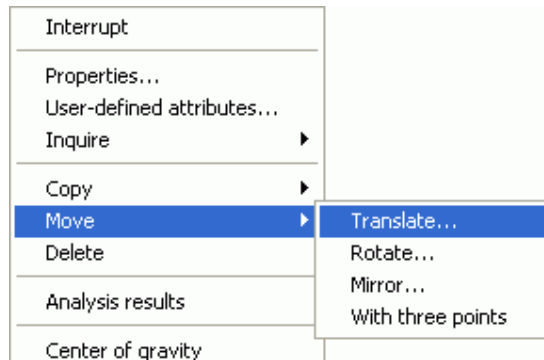 Interrupt
Properties...
User-defined attributes...
Inquire
Copy
Move
Translate...
Rotate...
Mirror...
With three points
Delete
Analysis results
Center of gravity